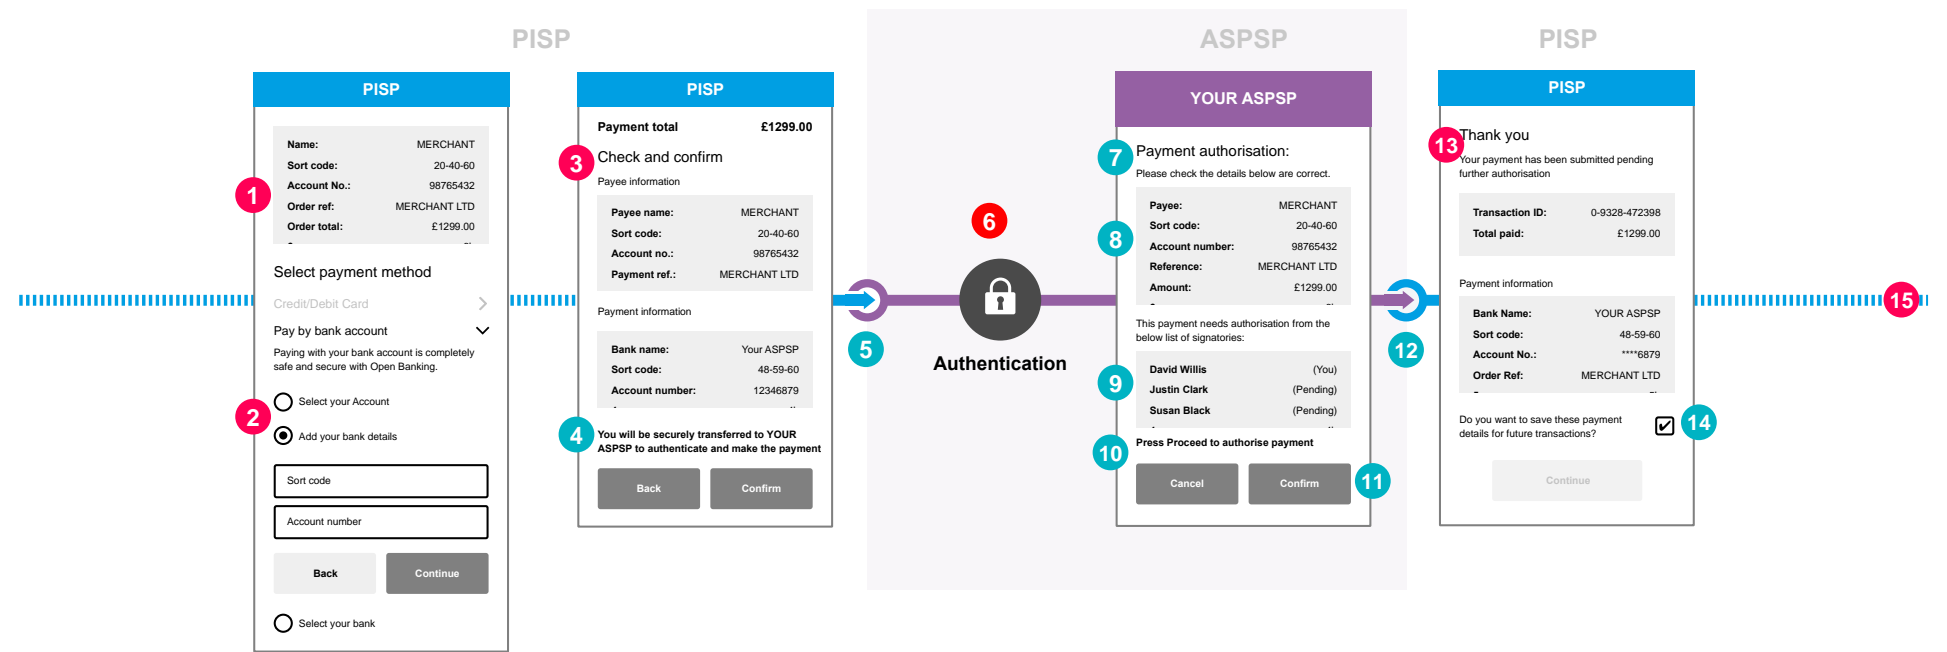 PISP
ASPSP
PISP
PISP
Name: MERCHANT
Sort code: 20-40-60
1
Account No.: 98765432
Order ref: MERCHANT LTD
Order total: £1299.00
Select payment method
Credit/Debit Card
Pay by bank account
Paying with your bank account is completely
safe and secure with Open Banking.
Select your Account
2
Add your bank details
Sort code
Account number
Back Continue
Select your bank
PISP
Payment total £1299.00
3
Check and confirm
Payee information
Payee name: MERCHANT
Sort code: 20-40-60
Account no.: 98765432
Payment ref.: MERCHANT LTD
Payment information
Bank name: Your ASPSP
Sort code: 48-59-60
Account number: 12346879
4
You will be securely transferred to YOUR
ASPSP to authenticate and make the payment
Back Confirm
5
6
Authentication
YOUR ASPSP
7
Payment authorisation:
Please check the details below are correct.
Payee: MERCHANT
Sort code: 20-40-60
8
Account number: 98765432
Reference: MERCHANT LTD
Amount: £1299.00
This payment needs authorisation from the
below list of signatories:
David Willis (You)
9
Justin Clark (Pending)
Susan Black (Pending)
10
Press Proceed to authorise payment
Cancel Confirm
11
12
PISP
13
Thank you
Your payment has been submitted pending
further authorisation
Transaction ID: 0-9328-472398
Total paid: £1299.00
Payment information
Bank Name: YOUR ASPSP
Sort code: 48-59-60
Account No.: ****6879
Order Ref: MERCHANT LTD
Do you want to save these payment
details for future transactions?
14
Continue
15